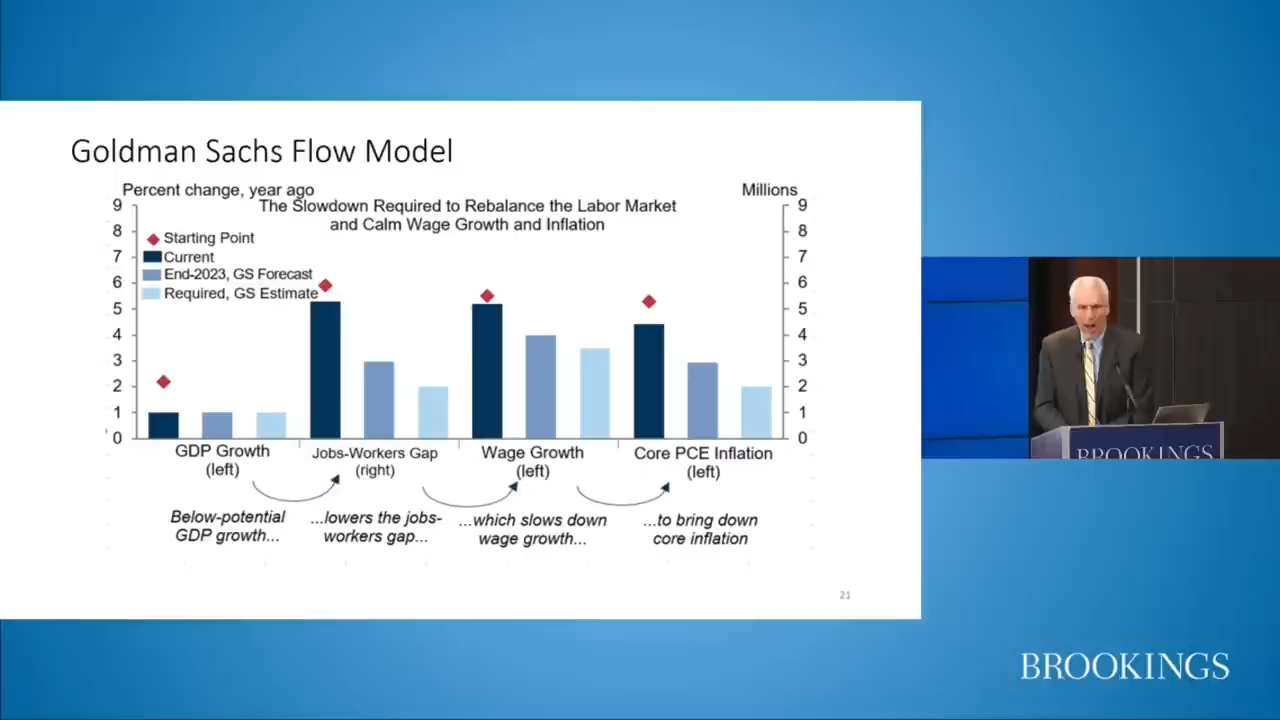 Goldman Sachs Flow Model
Percent change, year ago
Millions
The Slowdown Required to Rebalance the Labor Market
and Calm Wage Growth and Inflation
9
8
7
6
5
4
3
2
1
0
Starting Point
Current
End-2023, GS Forecast
Required, GS Estimate
9
8
7
6
5
4
3
2
1
0
GDP Growth
(left)
Jobs-Workers Gap
(right)
Wage Growth
(left)
Core PCE Inflation
(left)
Below-potential
GDP growth...
...lowers the jobs-
workers gap...
...which slows down
wage growth...
...to bring down
core inflation
21
BROOKINGS
BROOKINGS